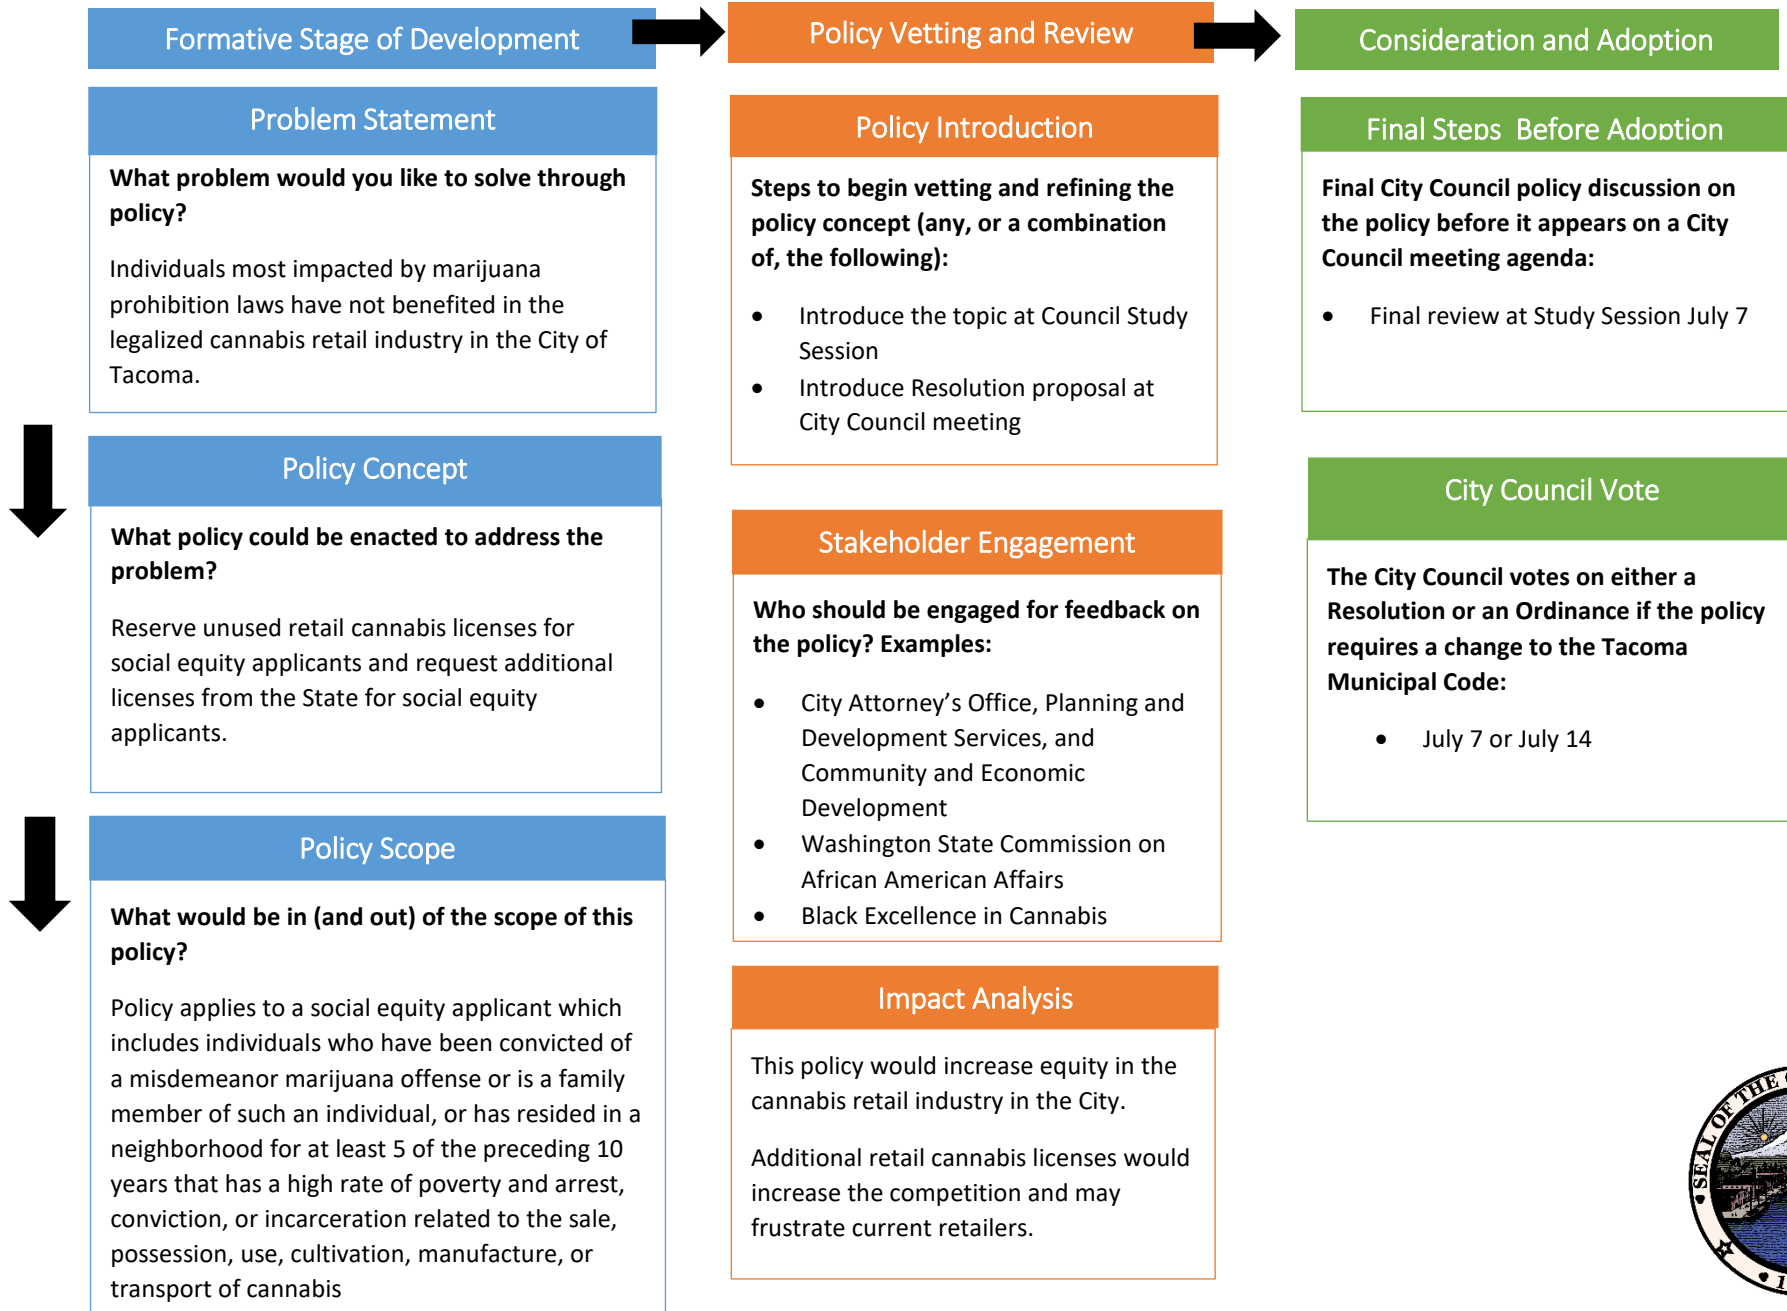 Formative Stage of Development
Problem Statement
What problem would you like to solve through
policy?
Individuals most impacted by marijuana
prohibition laws have not benefited in the
legalized cannabis retail industry in the City of
Tacoma.
Policy Concept
What policy could be enacted to address the
problem?
Reserve unused retail cannabis licenses for
social equity applicants and request additional
licenses from the State for social equity
applicants.
Policy Scope
What would be in (and out) of the scope of this
policy?
Policy applies to a social equity applicant which
includes individuals who have been convicted of
a misdemeanor marijuana offense or is a family
member of such an individual, or has resided in a
neighborhood for at least 5 of the preceding 10
years that has a high rate of poverty and arrest,
conviction, or incarceration related to the sale,
possession, use, cultivation, manufacture, or
transport of cannabis
Policy Vetting and Review
Policy Introduction
Steps to begin vetting and refining the
policy concept (any, or a combination
of, the following):
• Introduce the topic at Council Study
Session
• Introduce Resolution proposal at
City Council meeting
Stakeholder Engagement
Who should be engaged for feedback on
the policy? Examples:
• City Attorney’s Office, Planning and
Development Services, and
Community and Economic
Development
• Washington State Commission on
African American Affairs
• Black Excellence in Cannabis
Impact Analysis
This policy would increase equity in the
cannabis retail industry in the City.
Additional retail cannabis licenses would
increase the competition and may
frustrate current retailers.
Consideration and Adoption
Final Steps Before Adoption
Final City Council policy discussion on
the policy before it appears on a City
Council meeting agenda:
• Final review at Study Session July 7
City Council Vote
The City Council votes on either a
Resolution or an Ordinance if the policy
requires a change to the Tacoma
Municipal Code:
• July 7 or July 14
SEAL OF THE